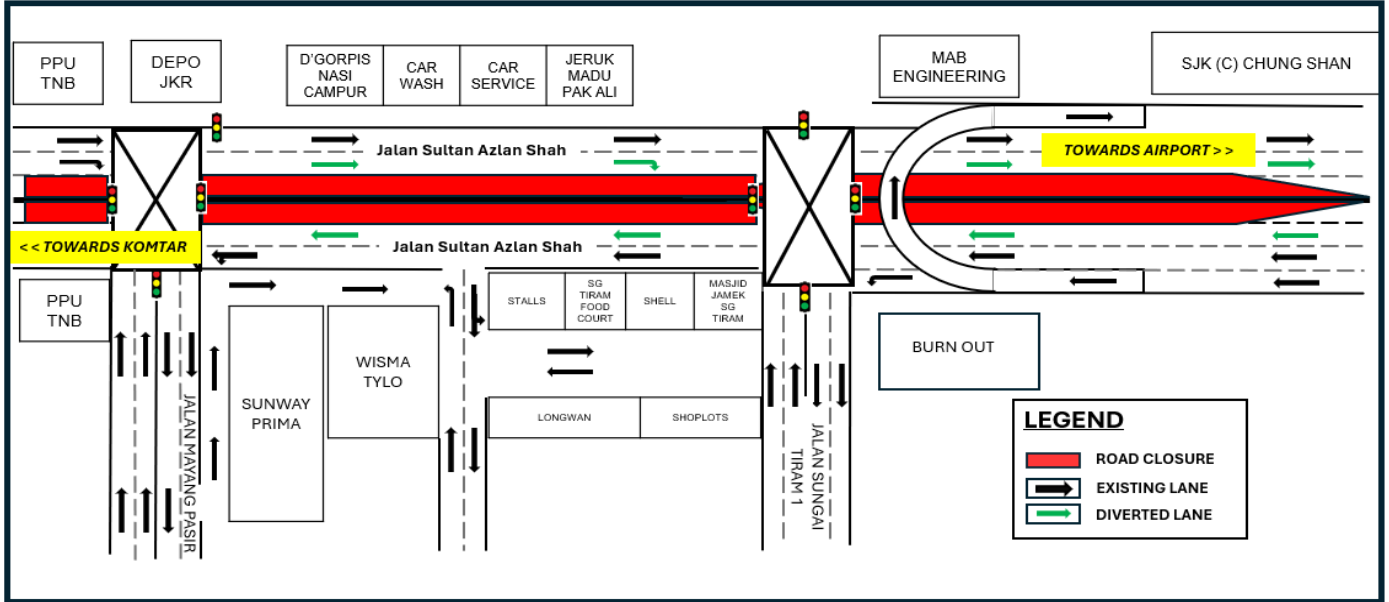 PPU
TNB
DEPO
JKR
D'GORPIS
NASI
CAMPUR
CAR
WASH
CAR
SERVICE
JERUK
MADU
PAK ALI
MAB
ENGINEERING
SJK (C) CHUNG SHAN
Jalan Sultan Azlan Shah
TOWARDS AIRPORT > >
<< TOWARDS KOMTAR
Jalan Sultan Azlan Shah
PPU
TNB
STALLS
SG
TIRAM
FOOD
COURT
SHELL
MASJID
JAMEK
SG
TIRAM
SUNWAY
PRIMA
WISMA
TYLO
BURN OUT
LONGWAN
SHOPLOTS
JALAN MAYANG PASIR
JALAN SUNGAI
TIRAM 1
LEGEND
ROAD CLOSURE
EXISTING LANE
DIVERTED LANE